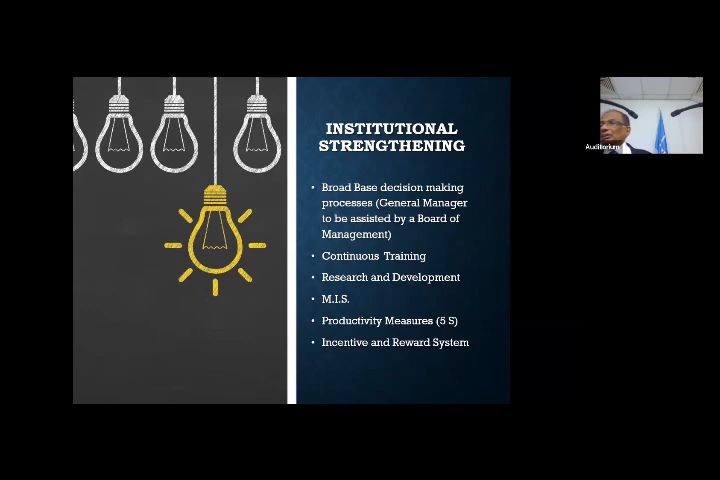 INSTITUTIONAL
STRENGTHENING
• Broad Base decision making
processes (General Manager
to be assisted by a Board of
Management)
• Continuous Training
• Research and Development
• M.I.S.
• Productivity Measures (5 S)
• Incentive and Reward System
Auditorium